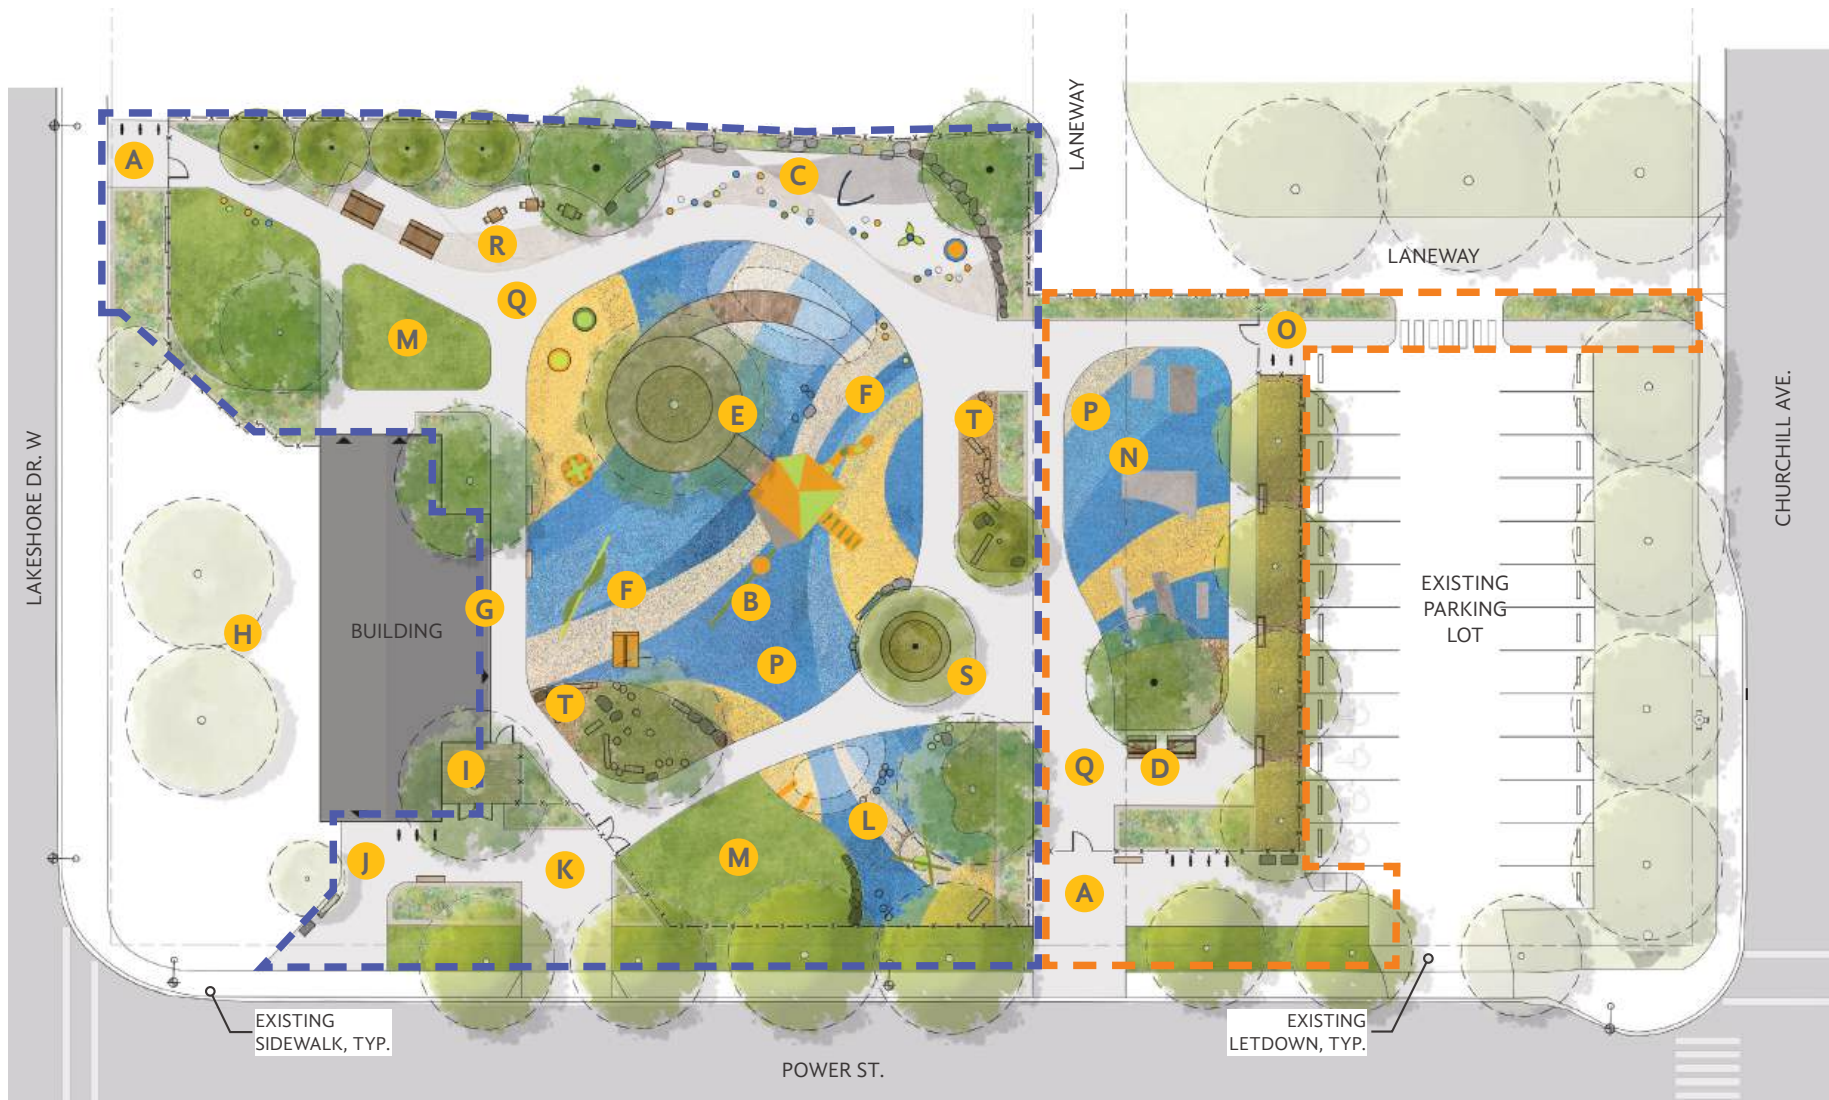 LANEWAY
A
C
R
LANEWAY
Q
O
M
E
F
T
P
N
LAKESHORE DR. W
CHURCHILL AVE.
F
B
G
H
BUILDING
EXISTING
PARKING
LOT
P
S
T
I
Q
D
L
J
K
M
A
EXISTING
SIDEWALK, TYP.
EXISTING
LETDOWN, TYP.
POWER ST.